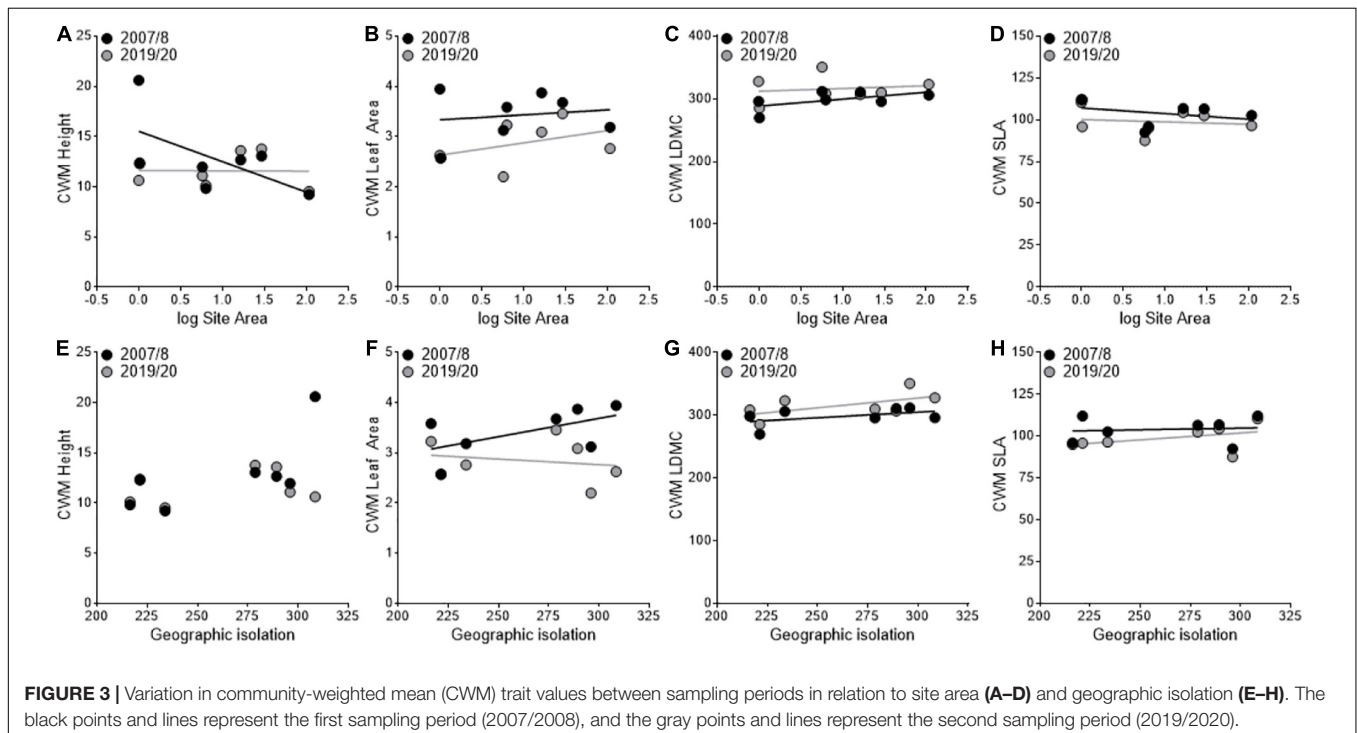 A
2007/8
2019/20
25
20
15
10
5
0
CWM Height
-0.5 0.0 0.5 1.0 1.5 2.0 2.5
log Site Area
B
2007/8
2019/20
5
4
3
2
1
0
CWM Leaf Area
-0.5 0.0 0.5 1.0 1.5 2.0 2.5
log Site Area
C
2007/8
2019/20
400
300
200
100
0
CWM LDMC
-0.5 0.0 0.5 1.0 1.5 2.0 2.5
log Site Area
D
2007/8
2019/20
150
125
100
75
50
25
0
CWM SLA
-0.5 0.0 0.5 1.0 1.5 2.0 2.5
log Site Area
E
2007/8
2019/20
25
20
15
10
5
0
CWM Height
200 225 250 275 300 325
Geographic isolation
F
2007/8
2019/20
5
4
3
2
1
0
CWM Leaf Area
200 225 250 275 300 325
Geographic isolation
G
2007/8
2019/20
400
300
200
100
0
CWM LDMC
200 225 250 275 300 325
Geographic isolation
H
2007/8
2019/20
150
125
100
75
50
25
0
CWM SLA
200 225 250 275 300 325
Geographic isolation
FIGURE 3 | Variation in community-weighted mean (CWM) trait values between sampling periods in relation to site area (A–D) and geographic isolation (E–H). The
black points and lines represent the first sampling period (2007/2008), and the gray points and lines represent the second sampling period (2019/2020).